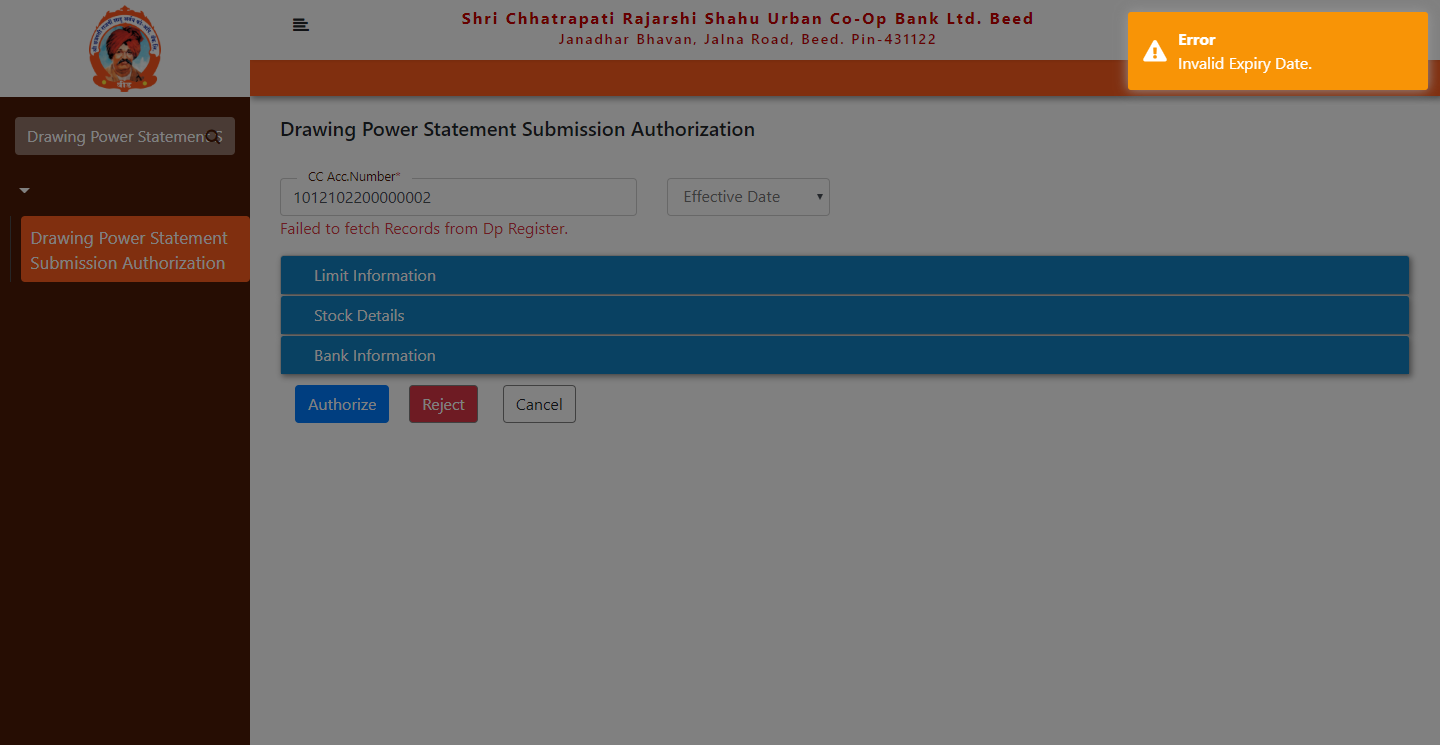 Shri Chhatrapati Rajarshi Shahu Urban Co-Op Bank Ltd. Beed
Janadhar Bhavan, Jalna Road, Beed. Pin-431122
Error
Invalid Expiry Date.
Drawing Power Statement S
Drawing Power Statement
Submission Authorization
Drawing Power Statement Submission Authorization
CC Acc.Number*
1012102200000002
Effective Date
Failed to fetch Records from Dp Register.
Limit Information
Stock Details
Bank Information
Authorize
Reject
Cancel